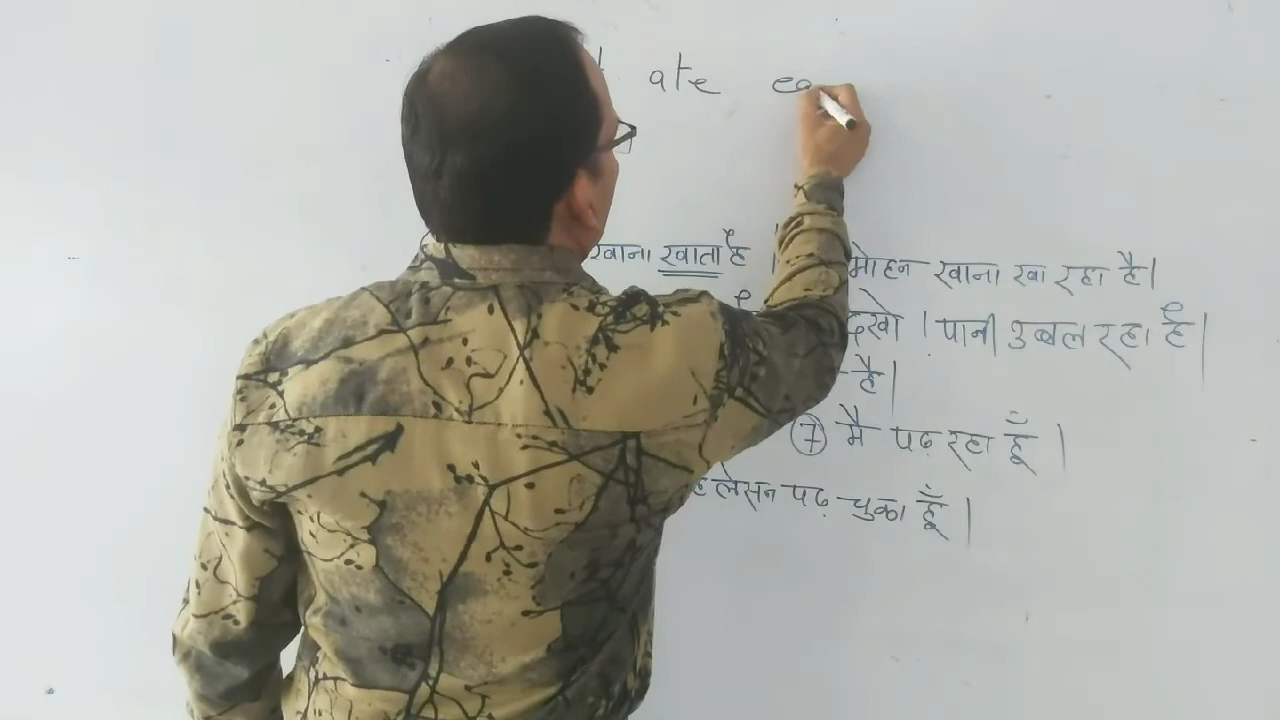 ate ea
खाना खाता है | मोहन खाना खा रहा है|
देखो | पानी उबल रहा है|
है|
7 मै पढ़ रहा हूँ |
लेसन पढ़ चुका हूँ |